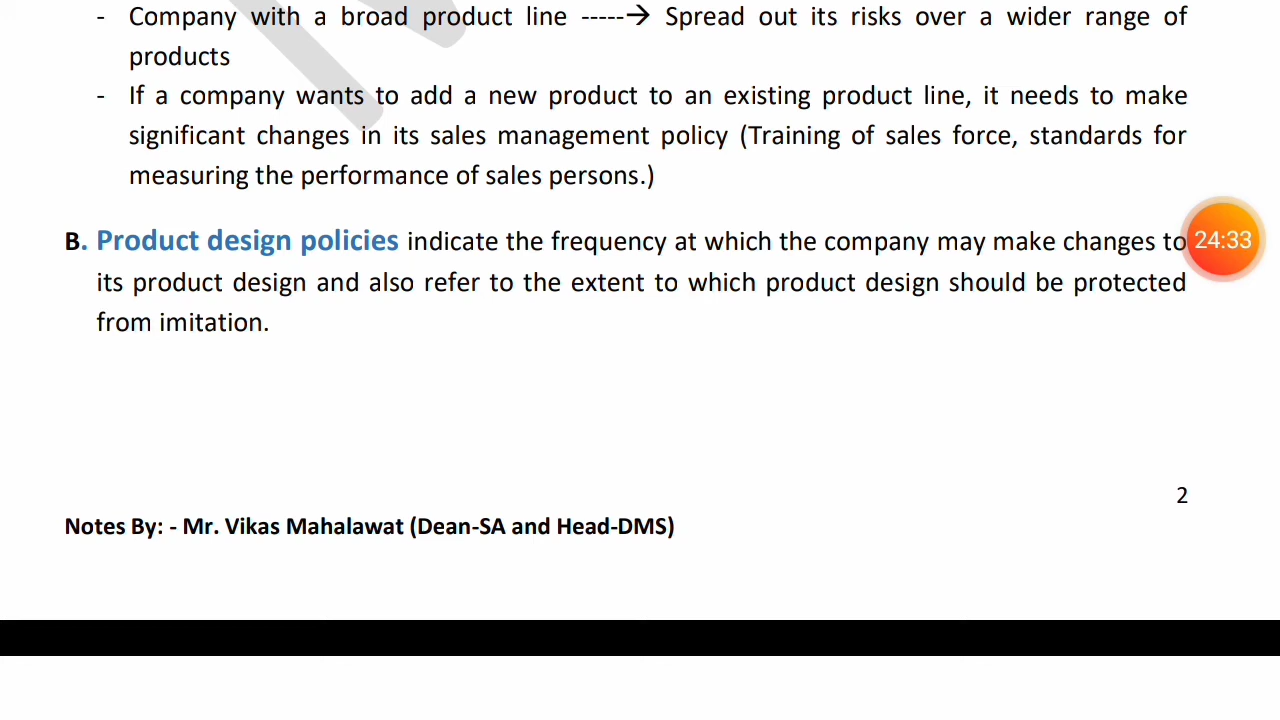 - Company with a broad product line -----→ Spread out its risks over a wider range of
products
- If a company wants to add a new product to an existing product line, it needs to make
significant changes in its sales management policy (Training of sales force, standards for
measuring the performance of sales persons.)
B. Product design policies indicate the frequency at which the company may make changes to
24:33
its product design and also refer to the extent to which product design should be protected
from imitation.
2
Notes By: - Mr. Vikas Mahalawat (Dean-SA and Head-DMS)